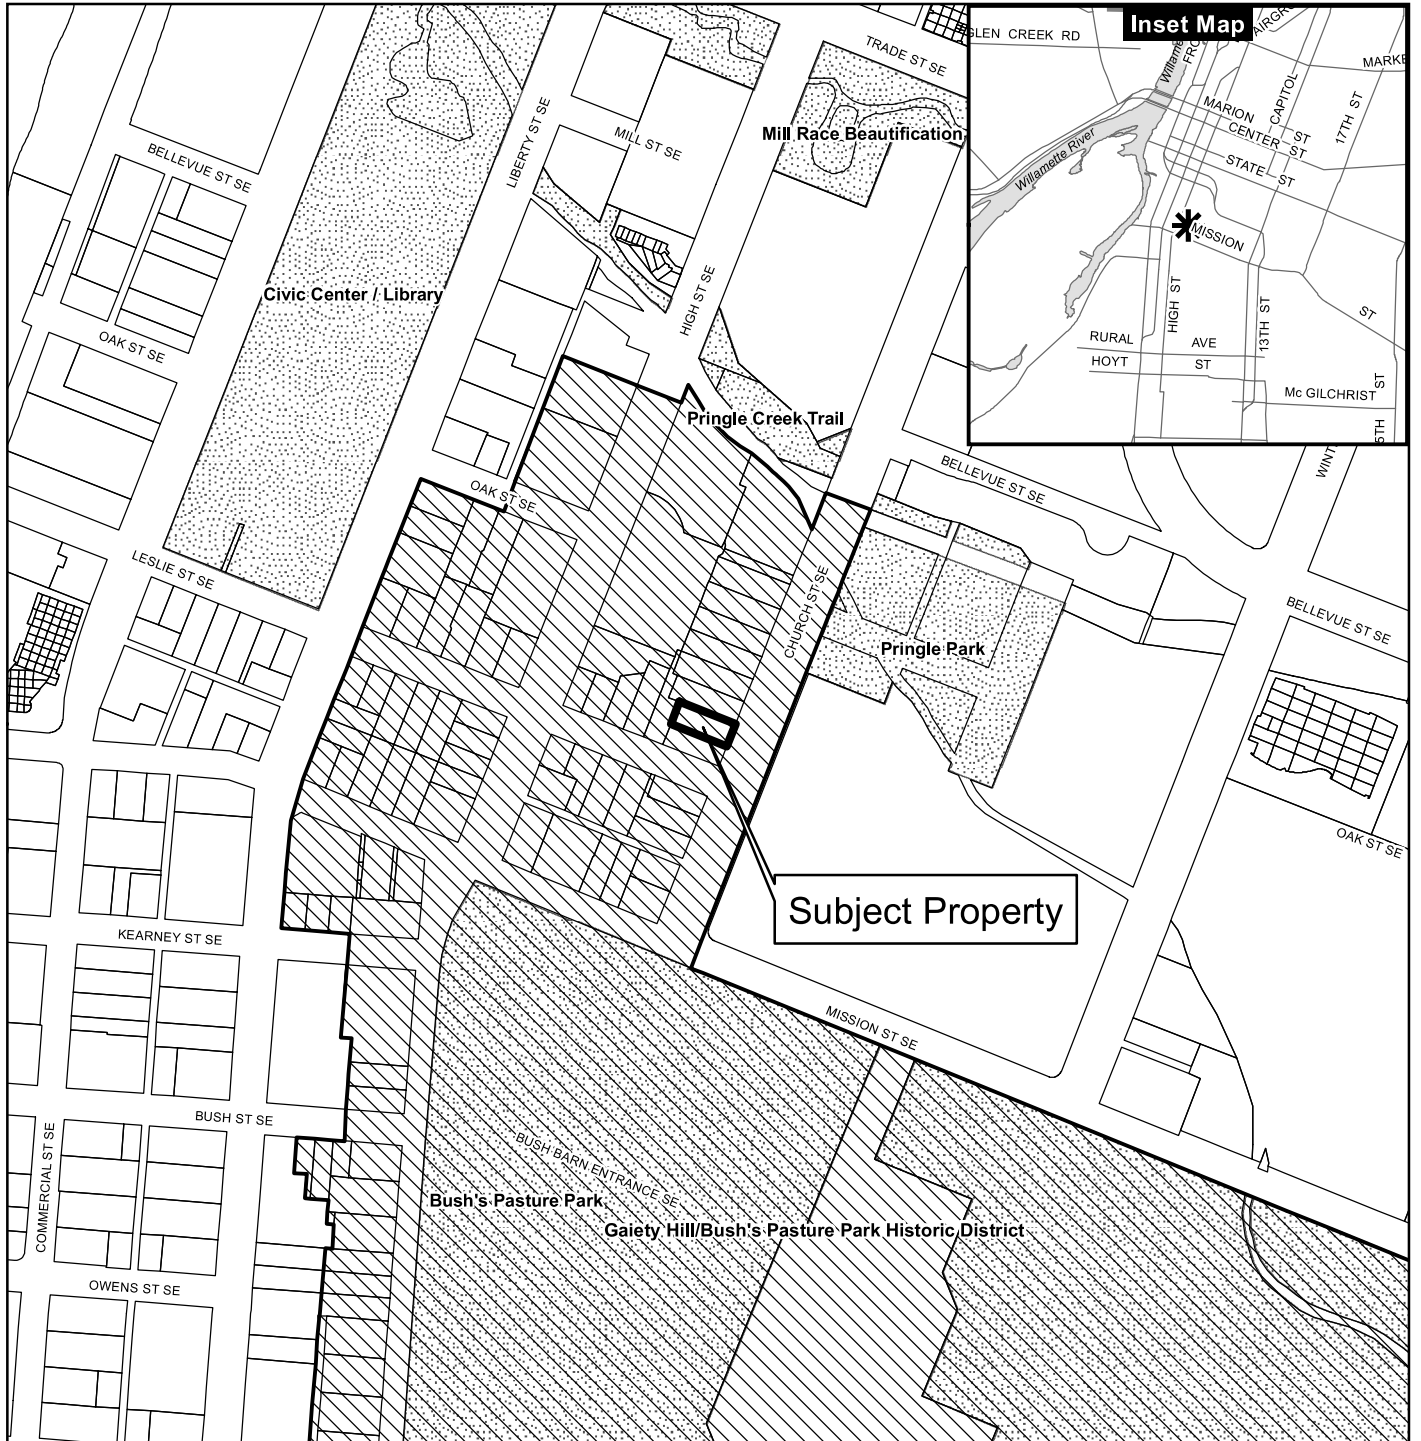 Inset Map
GLEN CREEK RD
MARION ST
CENTER ST
STATE ST
CAPITOL
17TH ST
Willamette River
MISSION
ST
HIGH ST
13TH ST
RURAL AVE
HOYT ST
Mc GILCHRIST
ST
TRADE ST SE
Mill Race Beautification
MILL ST SE
LIBERTY ST SE
BELLEVUE ST SE
Civic Center / Library
HIGH ST SE
OAK ST SE
Pringle Creek Trail
BELLEVUE ST SE
OAK ST SE
LESLIE ST SE
CHURCH ST SE
BELLEVUE ST SE
Pringle Park
OAK ST SE
Subject Property
KEARNEY ST SE
MISSION ST SE
BUSH ST SE
COMMERCIAL ST SE
BUSH BARN ENTRANCE SE
Bush's Pasture Park
Gaiety Hill/Bush's Pasture Park Historic District
OWENS ST SE